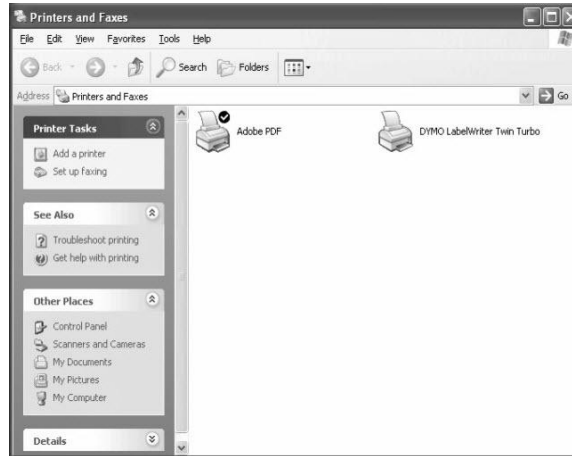 Printers and Faxes
File Edit View Favorites Tools Help
Back Search Folders
Address Printers and Faxes Go
Printer Tasks
Add a printer
Set up faxing
See Also
Troubleshoot printing
Get help with printing
Other Places
Control Panel
Scanners and Cameras
My Documents
My Pictures
My Computer
Details
Adobe PDF
DYMO LabelWriter Twin Turbo